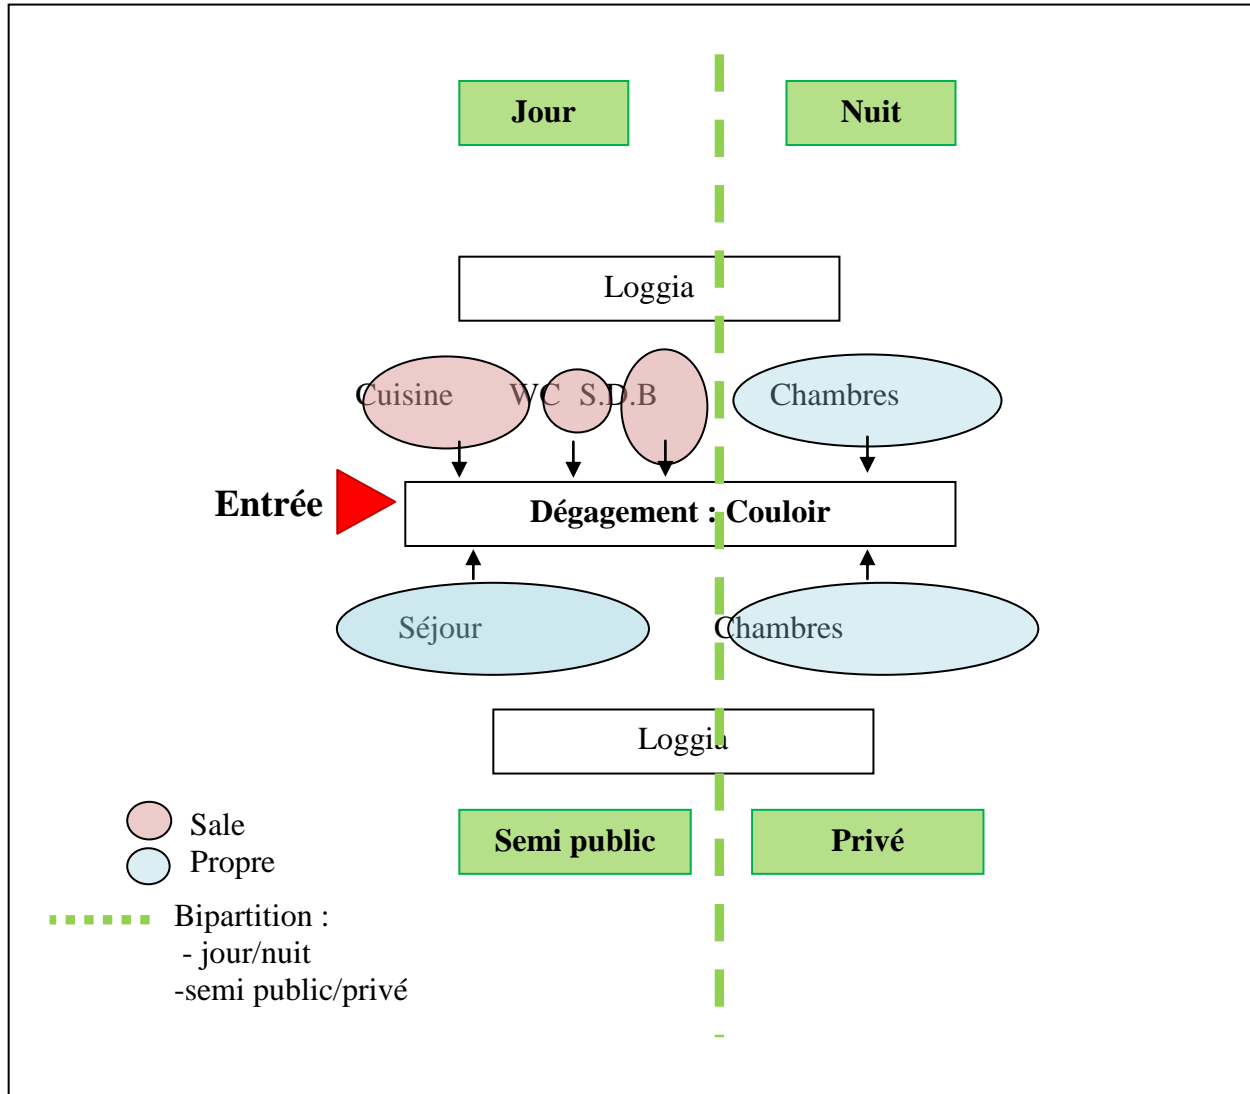 Jour Nuit
Loggia
Cuisine WC S.D.B Chambres
Entrée
Dégagement : Couloir
Séjour Chambres
Loggia
Semi public Privé
Sale
Propre
Bipartition :
- jour/nuit
-semi public/privé